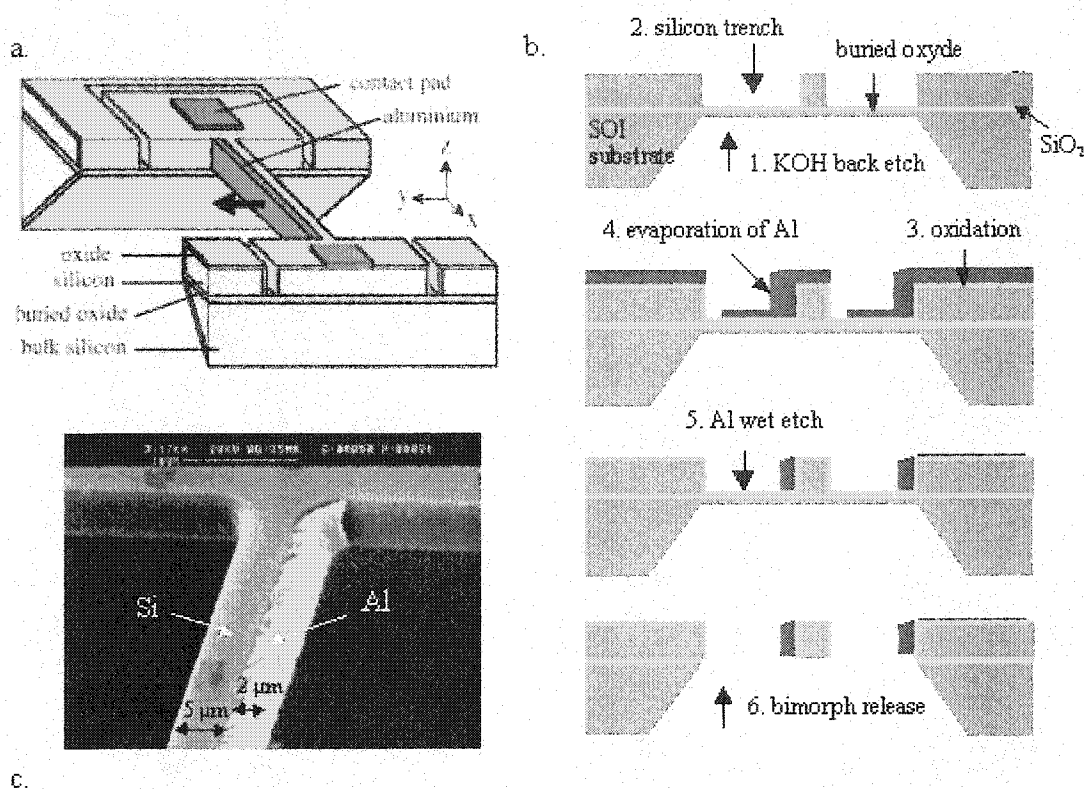 a.
contact pad
aluminium
z
y
x
oxide
silicon
buried oxide
bulk silicon
b.
2. silicon trench
buried oxyde
SOI
substrate
SiO₂
1. KOH back etch
4. evaporation of Al
3. oxidation
5. Al wet etch
6. bimorph release
Si
Al
2 µm
5 µm
c.